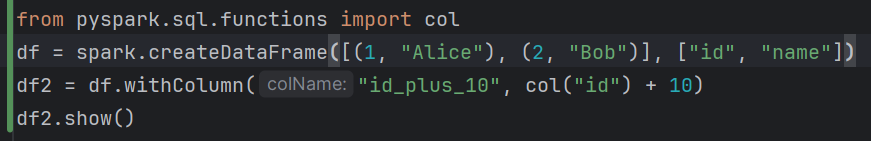 from pyspark.sql.functions import col
df = spark.createDataFrame([(1, "Alice"), (2, "Bob")], ["id", "name"])
df2 = df.withColumn( colName: "id_plus_10", col("id") + 10)
df2.show()